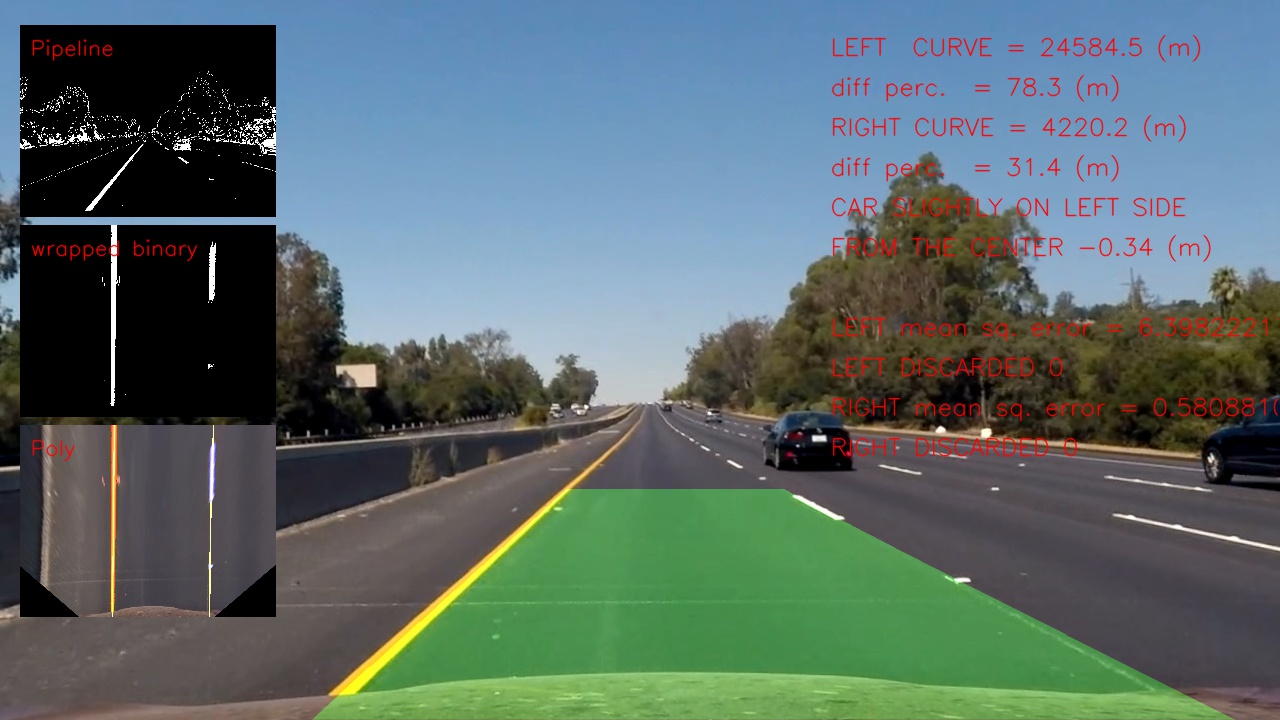 Pipeline
wrapped binary
Poly
LEFT CURVE = 24584.5 (m)
diff perc. = 78.3 (m)
RIGHT CURVE = 4220.2 (m)
diff perc. = 31.4 (m)
CAR SLIGHTLY ON LEFT SIDE
FROM THE CENTER -0.34 (m)
LEFT mean sq. error = 6.3982221
LEFT DISCARDED 0
RIGHT mean sq. error = 0.5808810
RIGHT DISCARDED 0